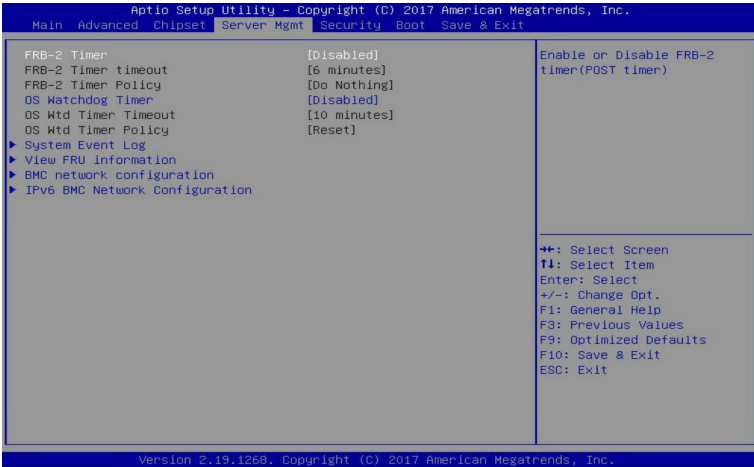 Aptio Setup Utility – Copyright (C) 2017 American Megatrends, Inc.
Main Advanced Chipset Server Mgmt Security Boot Save & Exit
FRB-2 Timer [Disabled]
FRB-2 Timer timeout [6 minutes]
FRB-2 Timer Policy [Do Nothing]
OS Watchdog Timer [Disabled]
OS Wtd Timer Timeout [10 minutes]
OS Wtd Timer Policy [Reset]
▶ System Event Log
▶ View FRU information
▶ BMC network configuration
▶ IPv6 BMC Network Configuration
Enable or Disable FRB-2
timer(POST timer)
→←: Select Screen
↑↓: Select Item
Enter: Select
+/-: Change Opt.
F1: General Help
F3: Previous Values
F9: Optimized Defaults
F10: Save & Exit
ESC: Exit
Version 2.19.1268. Copyright (C) 2017 American Megatrends, Inc.